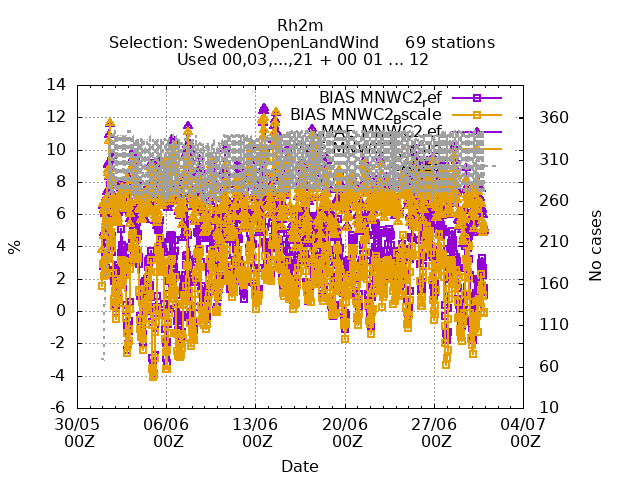 Rh2m
Selection: SwedenOpenLandWind 69 stations
Used 00,03,...,21 + 00 01 ... 12
BIAS MNWC2_ref
BIAS MNWC2_Bscale
MAE MNWC2_ref
14
12
10
8
6
4
2
0
-2
-4
-6
%
360
310
260
210
160
110
60
10
No cases
30/05 06/06 13/06 20/06 27/06 04/07
00Z 00Z 00Z 00Z 00Z 00Z
Date